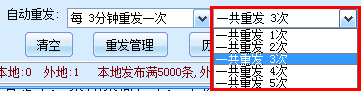 自动重发: 每 3分钟重发一次 一共重发 3次
清空 重发管理 历
一共重发 1次
一共重发 2次
一共重发 3次
一共重发 4次
一共重发 5次
本地:0 外地:1 本地发布满5000条,外